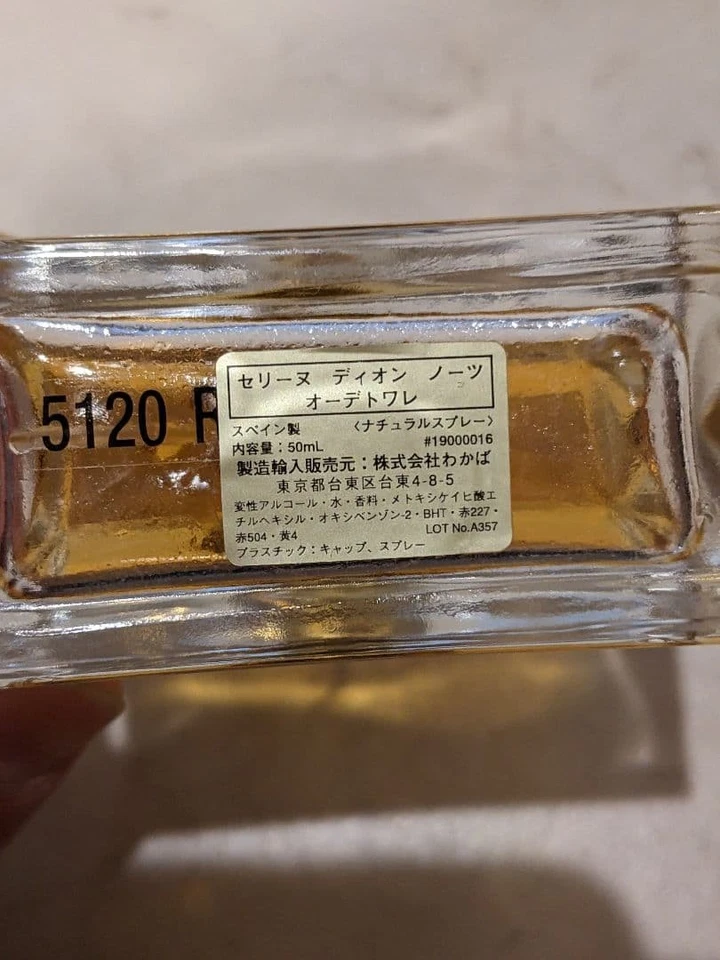 5120 R
セリーヌ ディオン ノーツ
オーデトワレ
スペイン製 〈ナチュラルスプレー〉
内容量：50mL #19000016
製造輸入販売元：株式会社わかば
東京都台東区台東4-8-5
変性アルコール・水・香料・メトキシケイヒ酸エ
チルヘキシル・オキシベンゾン-2・BHT・赤227・
赤504・黄4 LOT No.A357
プラスチック：キャップ、スプレー